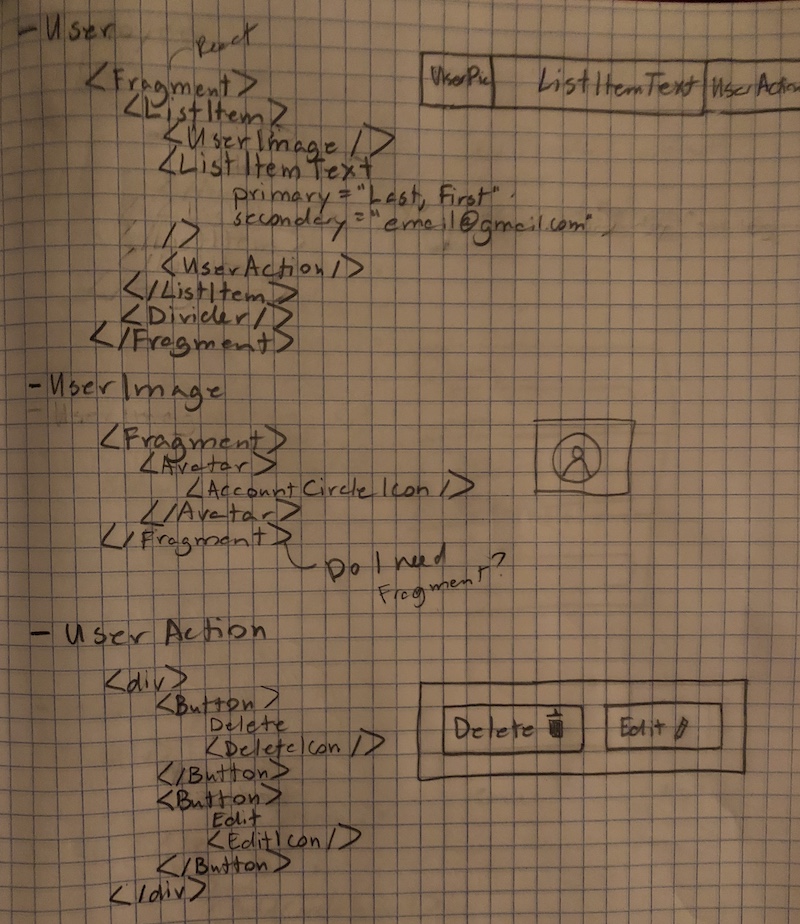 - User
React
<Fragment>
<ListItem>
<UserImage />
<ListItemText
primary="Last, First"
secondary="email@gmail.com"
/>
<UserAction/>
</ListItem>
<Divider/>
</Fragment>
UserPic ListItemText UserAction
- UserImage
<Fragment>
<Avatar>
<AccountCircleIcon />
</Avatar>
</Fragment>
Do I need
Fragment?
- User Action
<div>
<Button>
Delete
<DeleteIcon />
</Button>
<Button>
Edit
<EditIcon/>
</Button>
</div>
Delete Edit